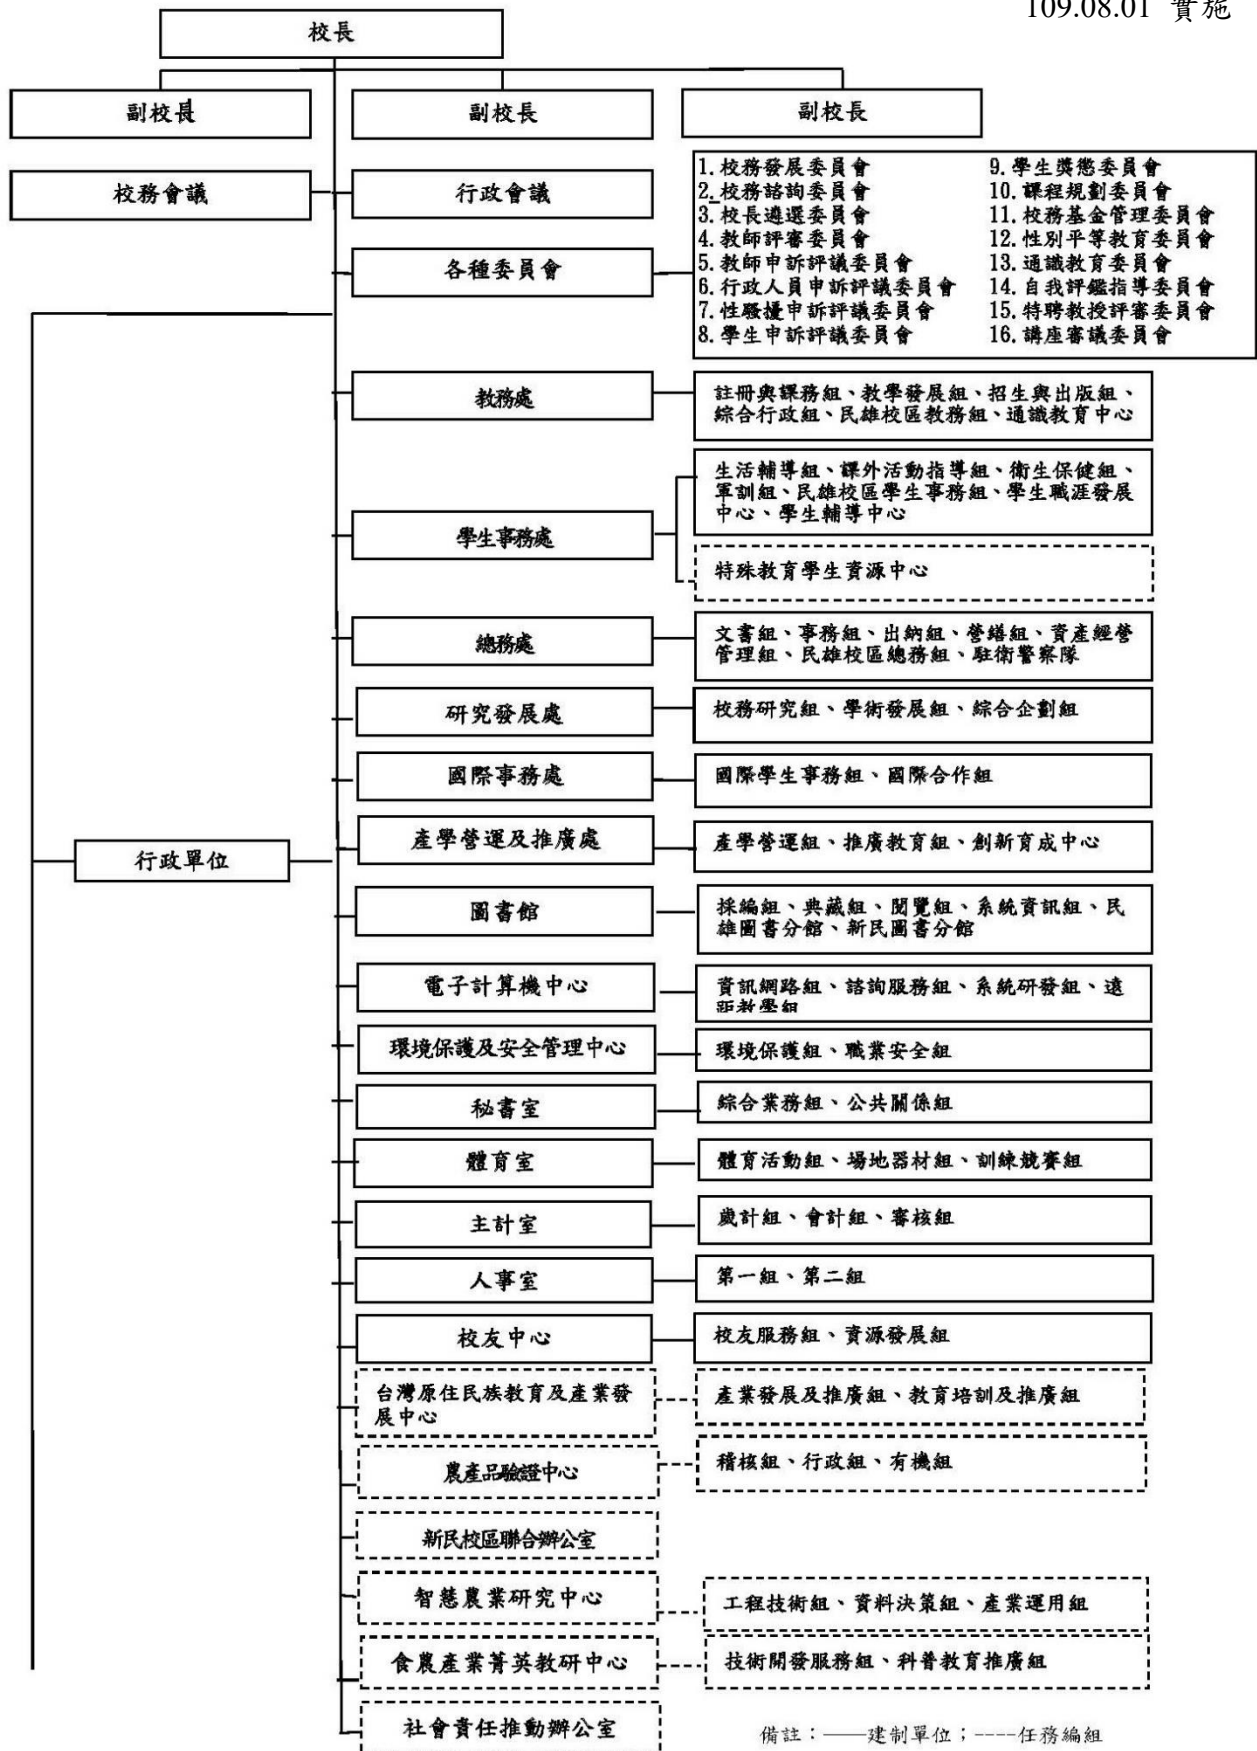 109.08.01 實施
校長
副校長
副校長
副校長
校務會議
行政會議
各種委員會
1.校務發展委員會
2.校務諮詢委員會
3.校長遴選委員會
4.教師評審委員會
5.教師申訴評議委員會
6.行政人員申訴評議委員會
7.性騷擾申訴評議委員會
8.學生申訴評議委員會
9.學生獎懲委員會
10.課程規劃委員會
11.校務基金管理委員會
12.性別平等教育委員會
13.通識教育委員會
14.自我評鑑指導委員會
15.特聘教授評審委員會
16.講座審議委員會
行政單位
教務處
註冊與課務組、教學發展組、招生與出版組、
綜合行政組、民雄校區教務組、通識教育中心
學生事務處
生活輔導組、課外活動指導組、衛生保健組、
軍訓組、民雄校區學生事務組、學生職涯發展
中心、學生輔導中心
特殊教育學生資源中心
總務處
文書組、事務組、出納組、營繕組、資產經營
管理組、民雄校區總務組、駐衛警察隊
研究發展處
校務研究組、學術發展組、綜合企劃組
國際事務處
國際學生事務組、國際合作組
產學營運及推廣處
產學營運組、推廣教育組、創新育成中心
圖書館
採編組、典藏組、閱覽組、系統資訊組、民
雄圖書分館、新民圖書分館
電子計算機中心
資訊網路組、諮詢服務組、系統研發組、遠
距教學組
環境保護及安全管理中心
環境保護組、職業安全組
秘書室
綜合業務組、公共關係組
體育室
體育活動組、場地器材組、訓練競賽組
主計室
歲計組、會計組、審核組
人事室
第一組、第二組
校友中心
校友服務組、資源發展組
台灣原住民族教育及產業發
展中心
產業發展及推廣組、教育培訓及推廣組
農產品驗證中心
稽核組、行政組、有機組
新民校區聯合辦公室
智慧農業研究中心
工程技術組、資料決策組、產業運用組
食農產業菁英教研中心
技術開發服務組、科普教育推廣組
社會責任推動辦公室
備註：——建制單位；----任務編組